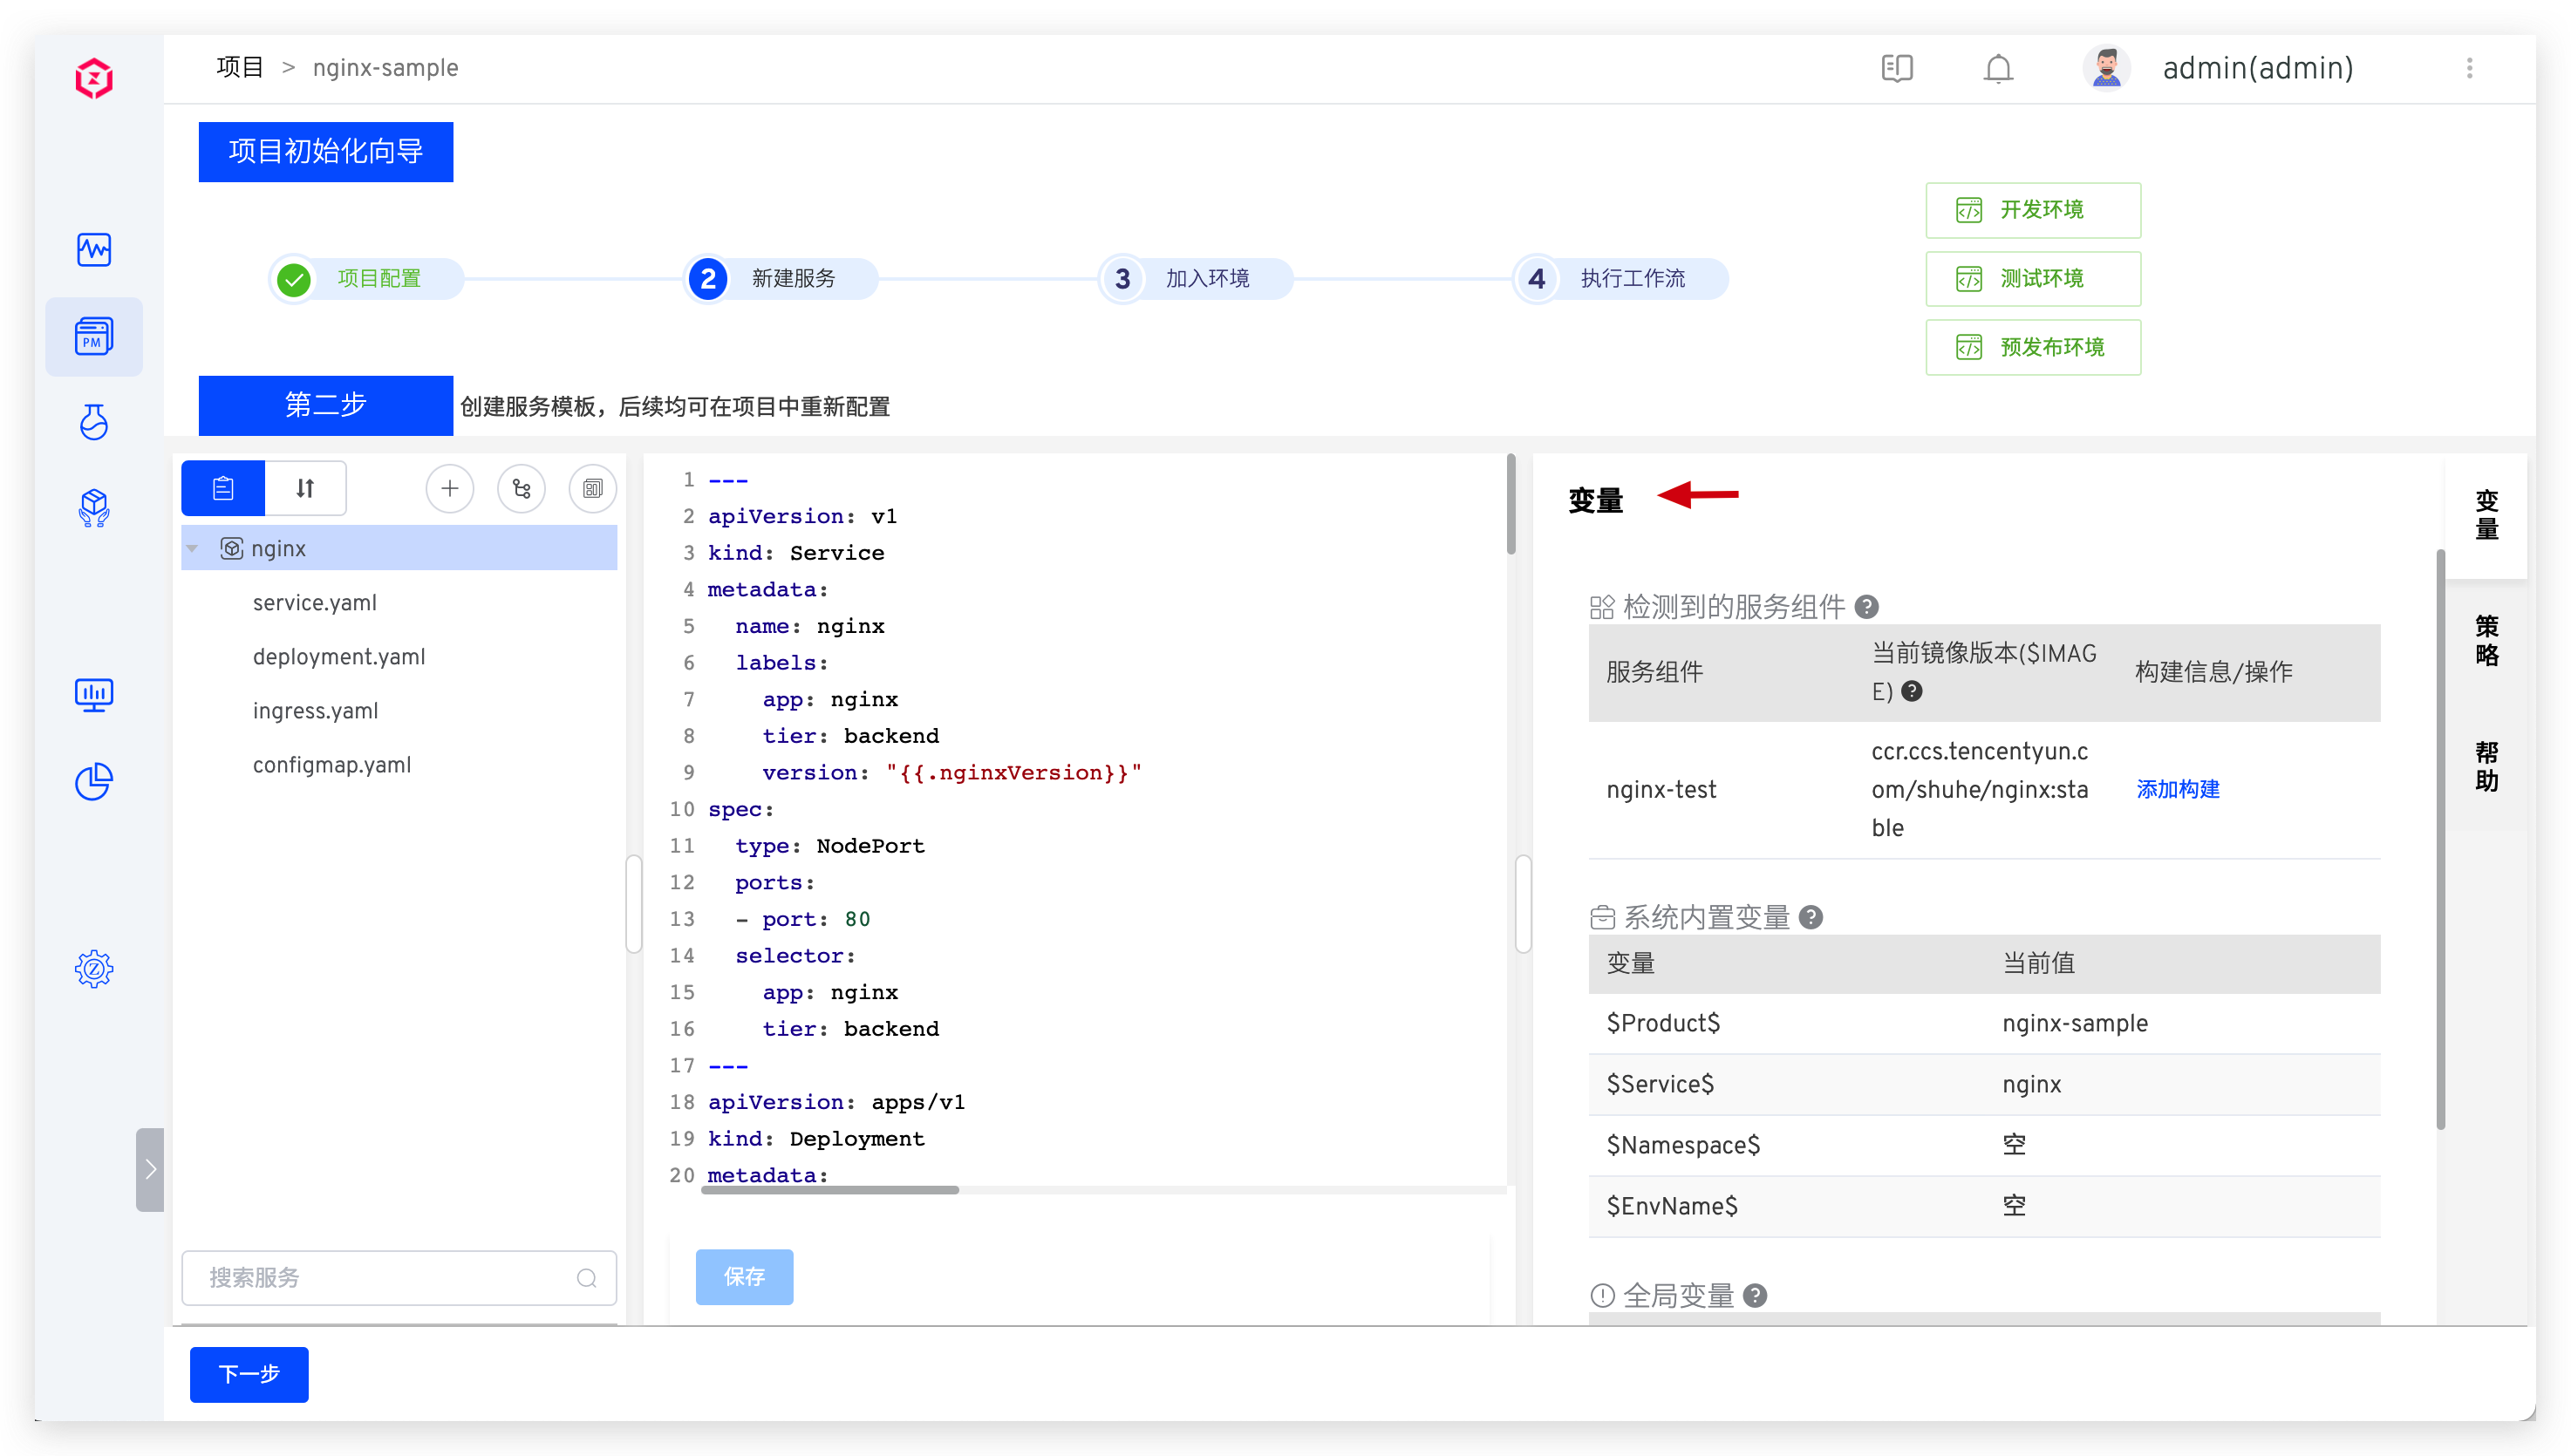 项目 > nginx-sample
admin(admin)
项目初始化向导
项目配置
2 新建服务
3 加入环境
4 执行工作流
开发环境
测试环境
预发布环境
第二步 创建服务模板，后续均可在项目中重新配置
PM
nginx
service.yaml
deployment.yaml
ingress.yaml
configmap.yaml
搜索服务
1 ---
2 apiVersion: v1
3 kind: Service
4 metadata:
5   name: nginx
6   labels:
7     app: nginx
8     tier: backend
9     version: "{{.nginxVersion}}"
10 spec:
11   type: NodePort
12   ports:
13   - port: 80
14   selector:
15     app: nginx
16     tier: backend
17 ---
18 apiVersion: apps/v1
19 kind: Deployment
20 metadata:
保存
变量
检测到的服务组件 ?
服务组件 当前镜像版本($IMAG
E) ? 构建信息/操作
nginx-test ccr.ccs.tencentyun.c
om/shuhe/nginx:sta
ble 添加构建
系统内置变量 ?
变量 当前值
$Product$ nginx-sample
$Service$ nginx
$Namespace$ 空
$EnvName$ 空
全局变量 ?
变量
策略
帮助
下一步